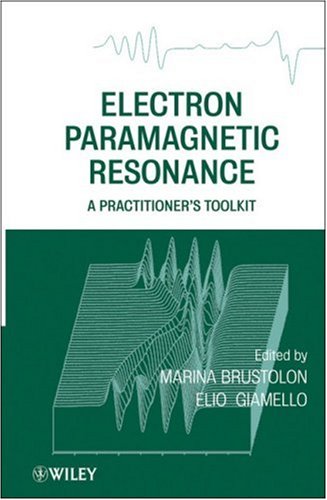 ELECTRON
PARAMAGNETIC
RESONANCE
A PRACTITIONER'S TOOLKIT
Edited by
MARINA BRUSTOLON
ELIO GIAMELLO
WILEY